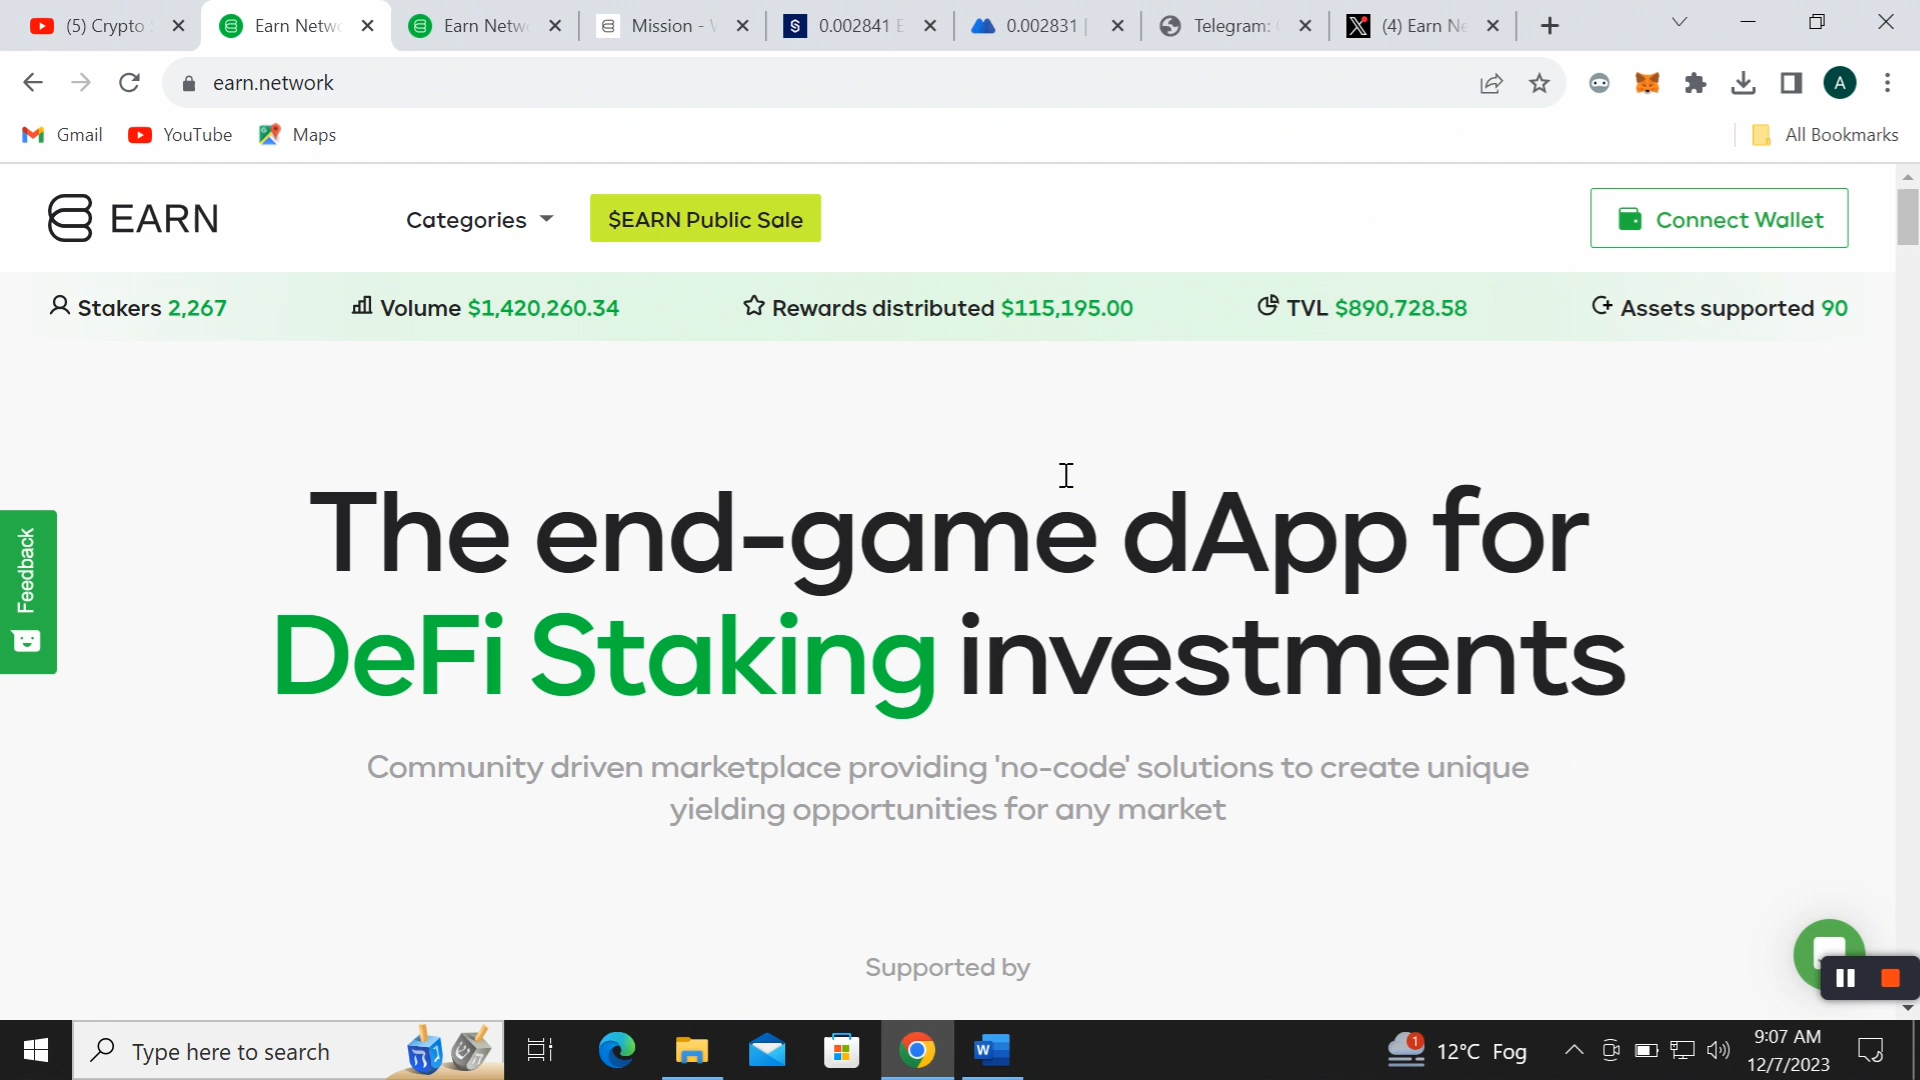 (5) Crypto
Earn Netw
Earn Netw
Mission -
0.002841 E
0.002831 |
Telegram:
(4) Earn Ne
earn.network
A
Gmail
YouTube
Maps
All Bookmarks
EARN
Categories
$EARN Public Sale
Connect Wallet
Stakers 2,267
Volume $1,420,260.34
Rewards distributed $115,195.00
TVL $890,728.58
Assets supported 90
The end-game dApp for
DeFi Staking investments
Feedback
Community driven marketplace providing 'no-code' solutions to create unique
yielding opportunities for any market
Supported by
Type here to search
1
12°C Fog
9:07 AM
12/7/2023